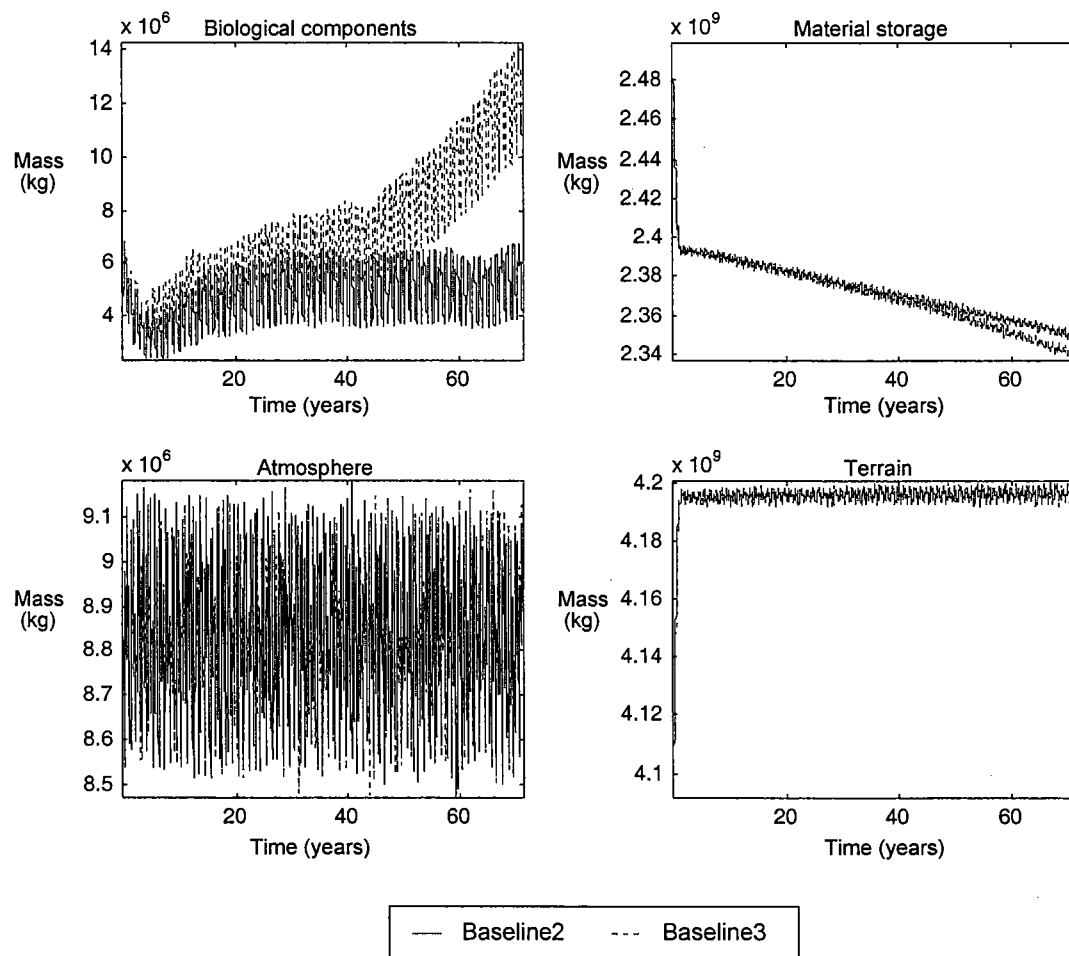 x 10^6
Biological components
14
12
10
8
6
4
Mass
(kg)
20
40
60
Time (years)
x 10^9
Material storage
2.48
2.46
2.44
2.42
2.4
2.38
2.36
2.34
Mass
(kg)
20
40
60
Time (years)
x 10^6
Atmosphere
9.1
9
8.9
8.8
8.7
8.6
8.5
Mass
(kg)
20
40
60
Time (years)
x 10^9
Terrain
4.2
4.18
4.16
4.14
4.12
4.1
Mass
(kg)
20
40
60
Time (years)
Baseline2
Baseline3